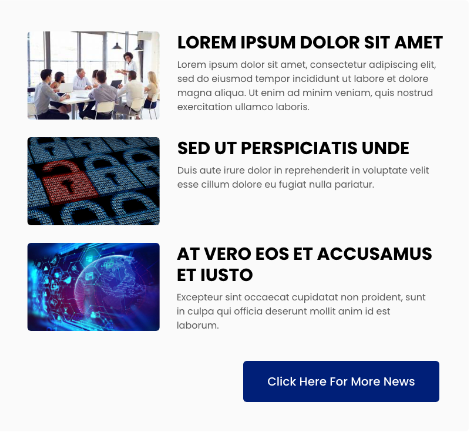 LOREM IPSUM DOLOR SIT AMET
Lorem ipsum dolor sit amet, consectetur adipiscing elit,
sed do eiusmod tempor incididunt ut labore et dolore
magna aliqua. Ut enim ad minim veniam, quis nostrud
exercitation ullamco laboris.
SED UT PERSPICIATIS UNDE
Duis aute irure dolor in reprehenderit in voluptate velit
esse cillum dolore eu fugiat nulla pariatur.
AT VERO EOS ET ACCUSAMUS
ET IUSTO
Excepteur sint occaecat cupidatat non proident, sunt
in culpa qui officia deserunt mollit anim id est
laborum.
Click Here For More News